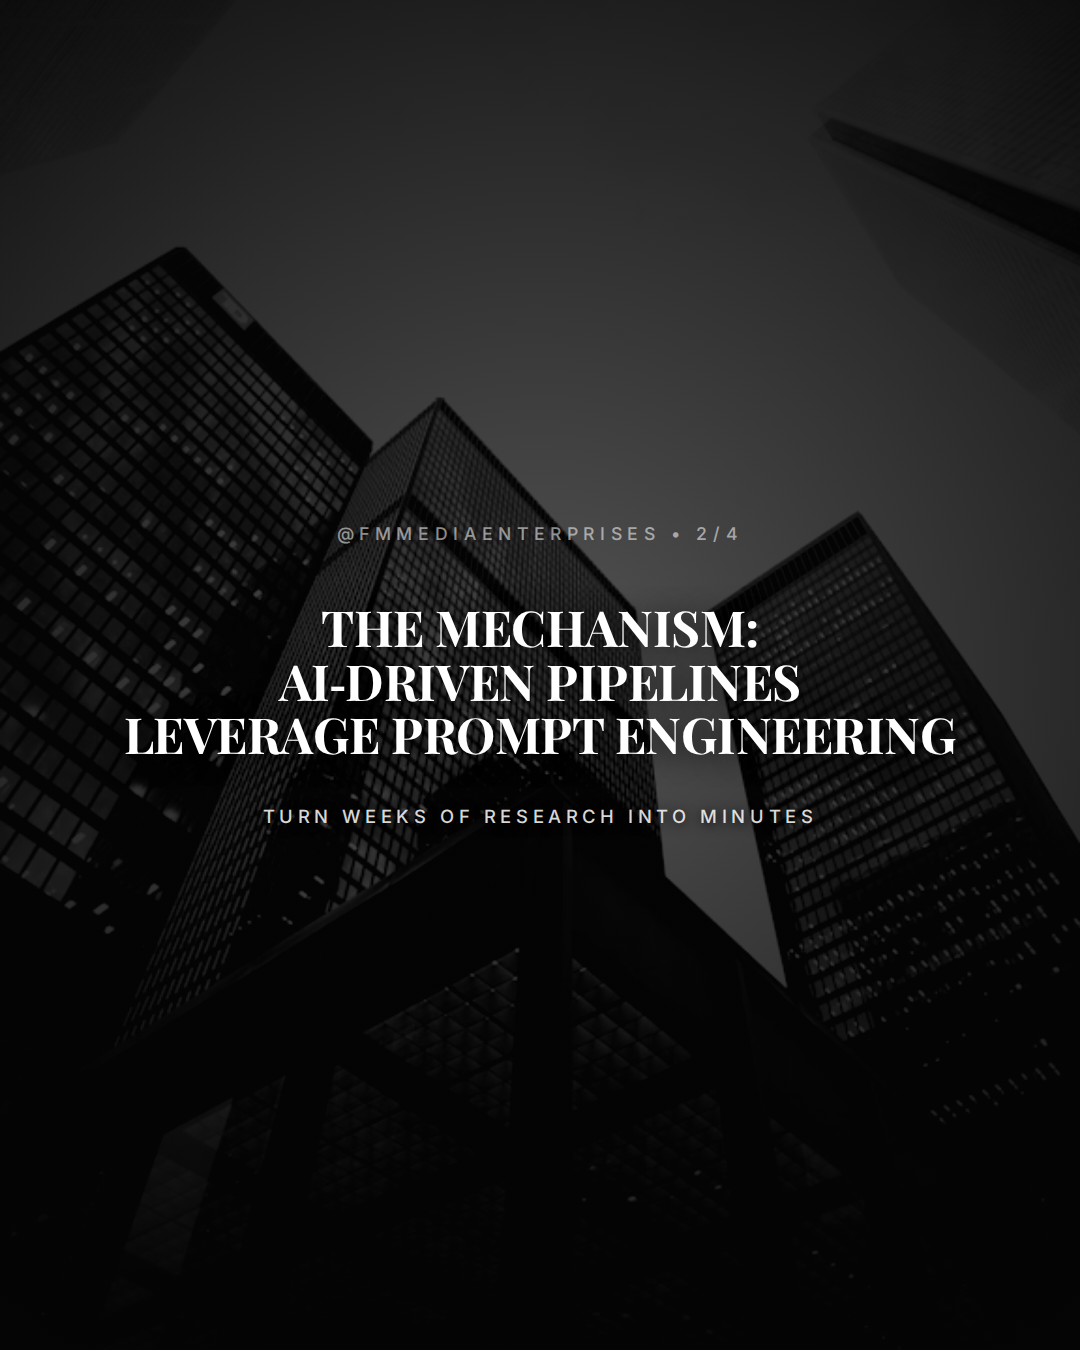 @FMMEDIAENTERPRISES • 2/4
THE MECHANISM:
AI-DRIVEN PIPELINES
LEVERAGE PROMPT ENGINEERING
TURN WEEKS OF RESEARCH INTO MINUTES